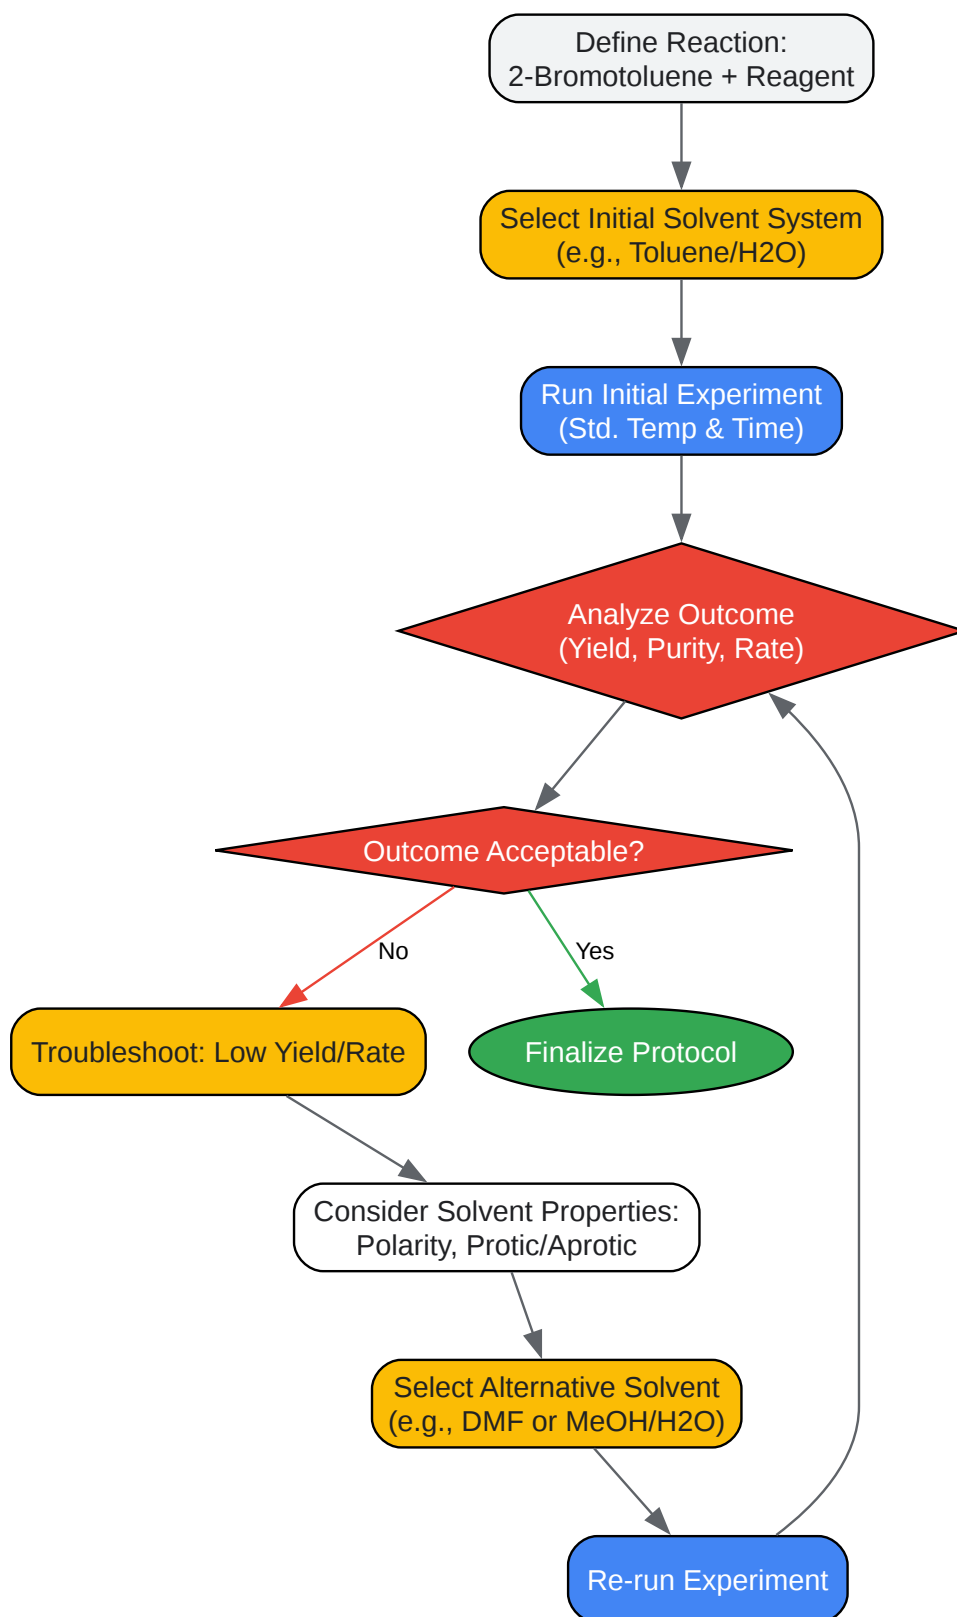 Define Reaction:
2-Bromotoluene + Reagent
Select Initial Solvent System
(e.g., Toluene/H2O)
Run Initial Experiment
(Std. Temp & Time)
Analyze Outcome
(Yield, Purity, Rate)
Outcome Acceptable?
No
Yes
Troubleshoot: Low Yield/Rate
Finalize Protocol
Consider Solvent Properties:
Polarity, Protic/Aprotic
Select Alternative Solvent
(e.g., DMF or MeOH/H2O)
Re-run Experiment